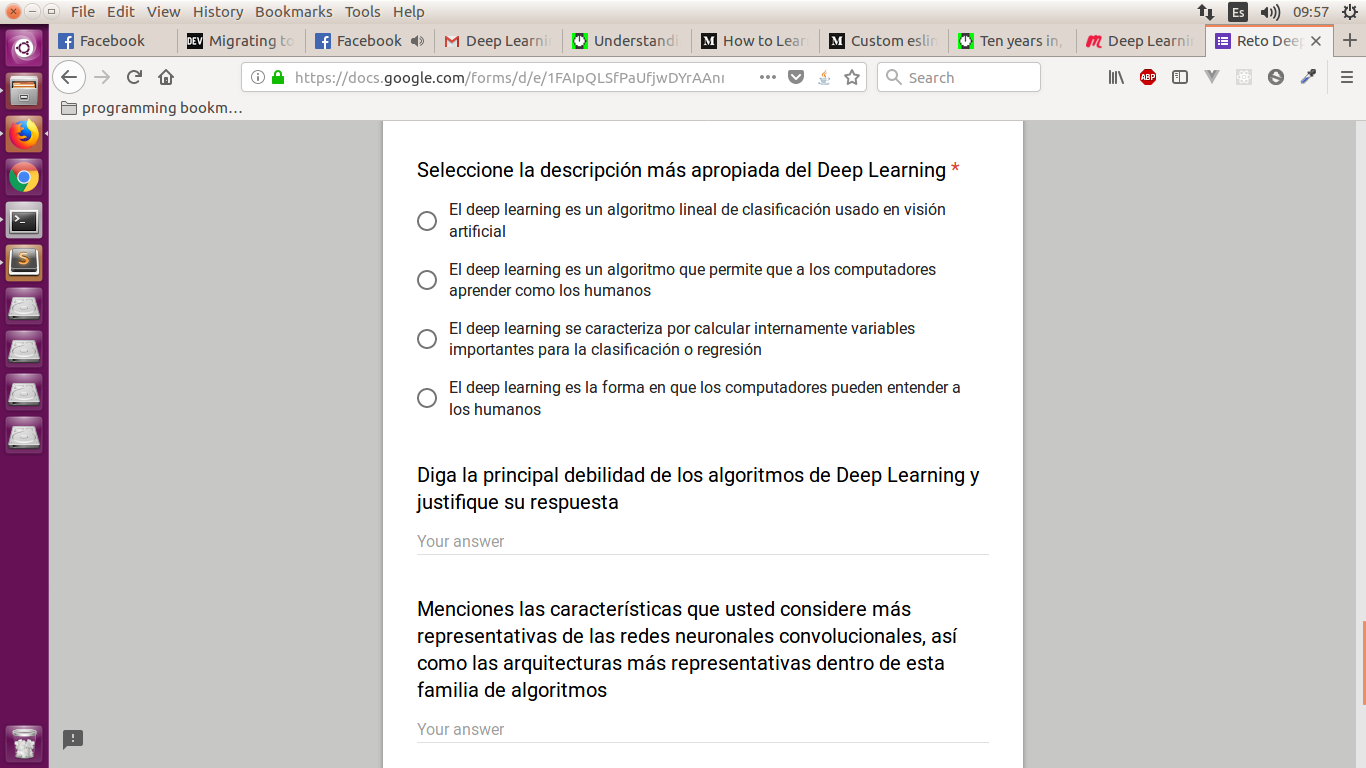 File Edit View History Bookmarks Tools Help
Es 09:57
Facebook
DEV Migrating to
Facebook
Deep Learnin
Understandi
How to Lear
Custom eslin
Ten years in,
Deep Learnin
Reto Deep
https://docs.google.com/forms/d/e/1FAIpQLSfPaUfjwDYrAAnr
Search
ABP
programming bookm...
Seleccione la descripción más apropiada del Deep Learning *
El deep learning es un algoritmo lineal de clasificación usado en visión
artificial
El deep learning es un algoritmo que permite que a los computadores
aprender como los humanos
El deep learning se caracteriza por calcular internamente variables
importantes para la clasificación o regresión
El deep learning es la forma en que los computadores pueden entender a
los humanos
Diga la principal debilidad de los algoritmos de Deep Learning y
justifique su respuesta
Your answer
Menciones las características que usted considere más
representativas de las redes neuronales convolucionales, así
como las arquitecturas más representativas dentro de esta
familia de algoritmos
Your answer